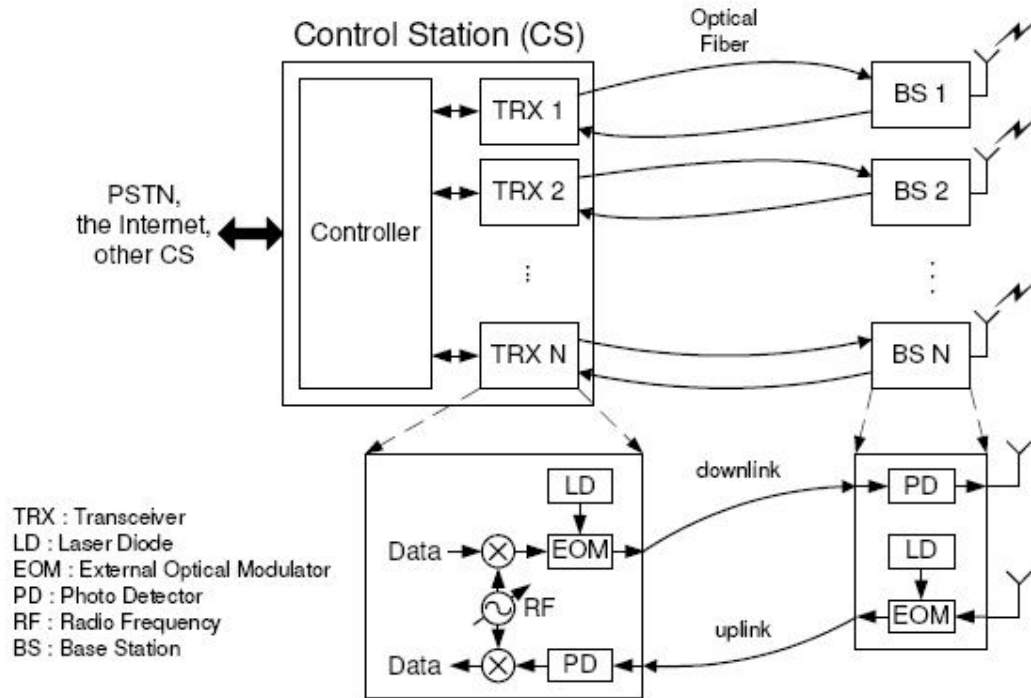 Control Station (CS)
Optical
Fiber
Controller
TRX 1
BS 1
TRX 2
BS 2
PSTN,
the Internet,
other CS
...
...
TRX N
BS N
downlink
LD
PD
Data
EOM
LD
RF
EOM
uplink
Data
PD
TRX : Transceiver
LD : Laser Diode
EOM : External Optical Modulator
PD : Photo Detector
RF : Radio Frequency
BS : Base Station